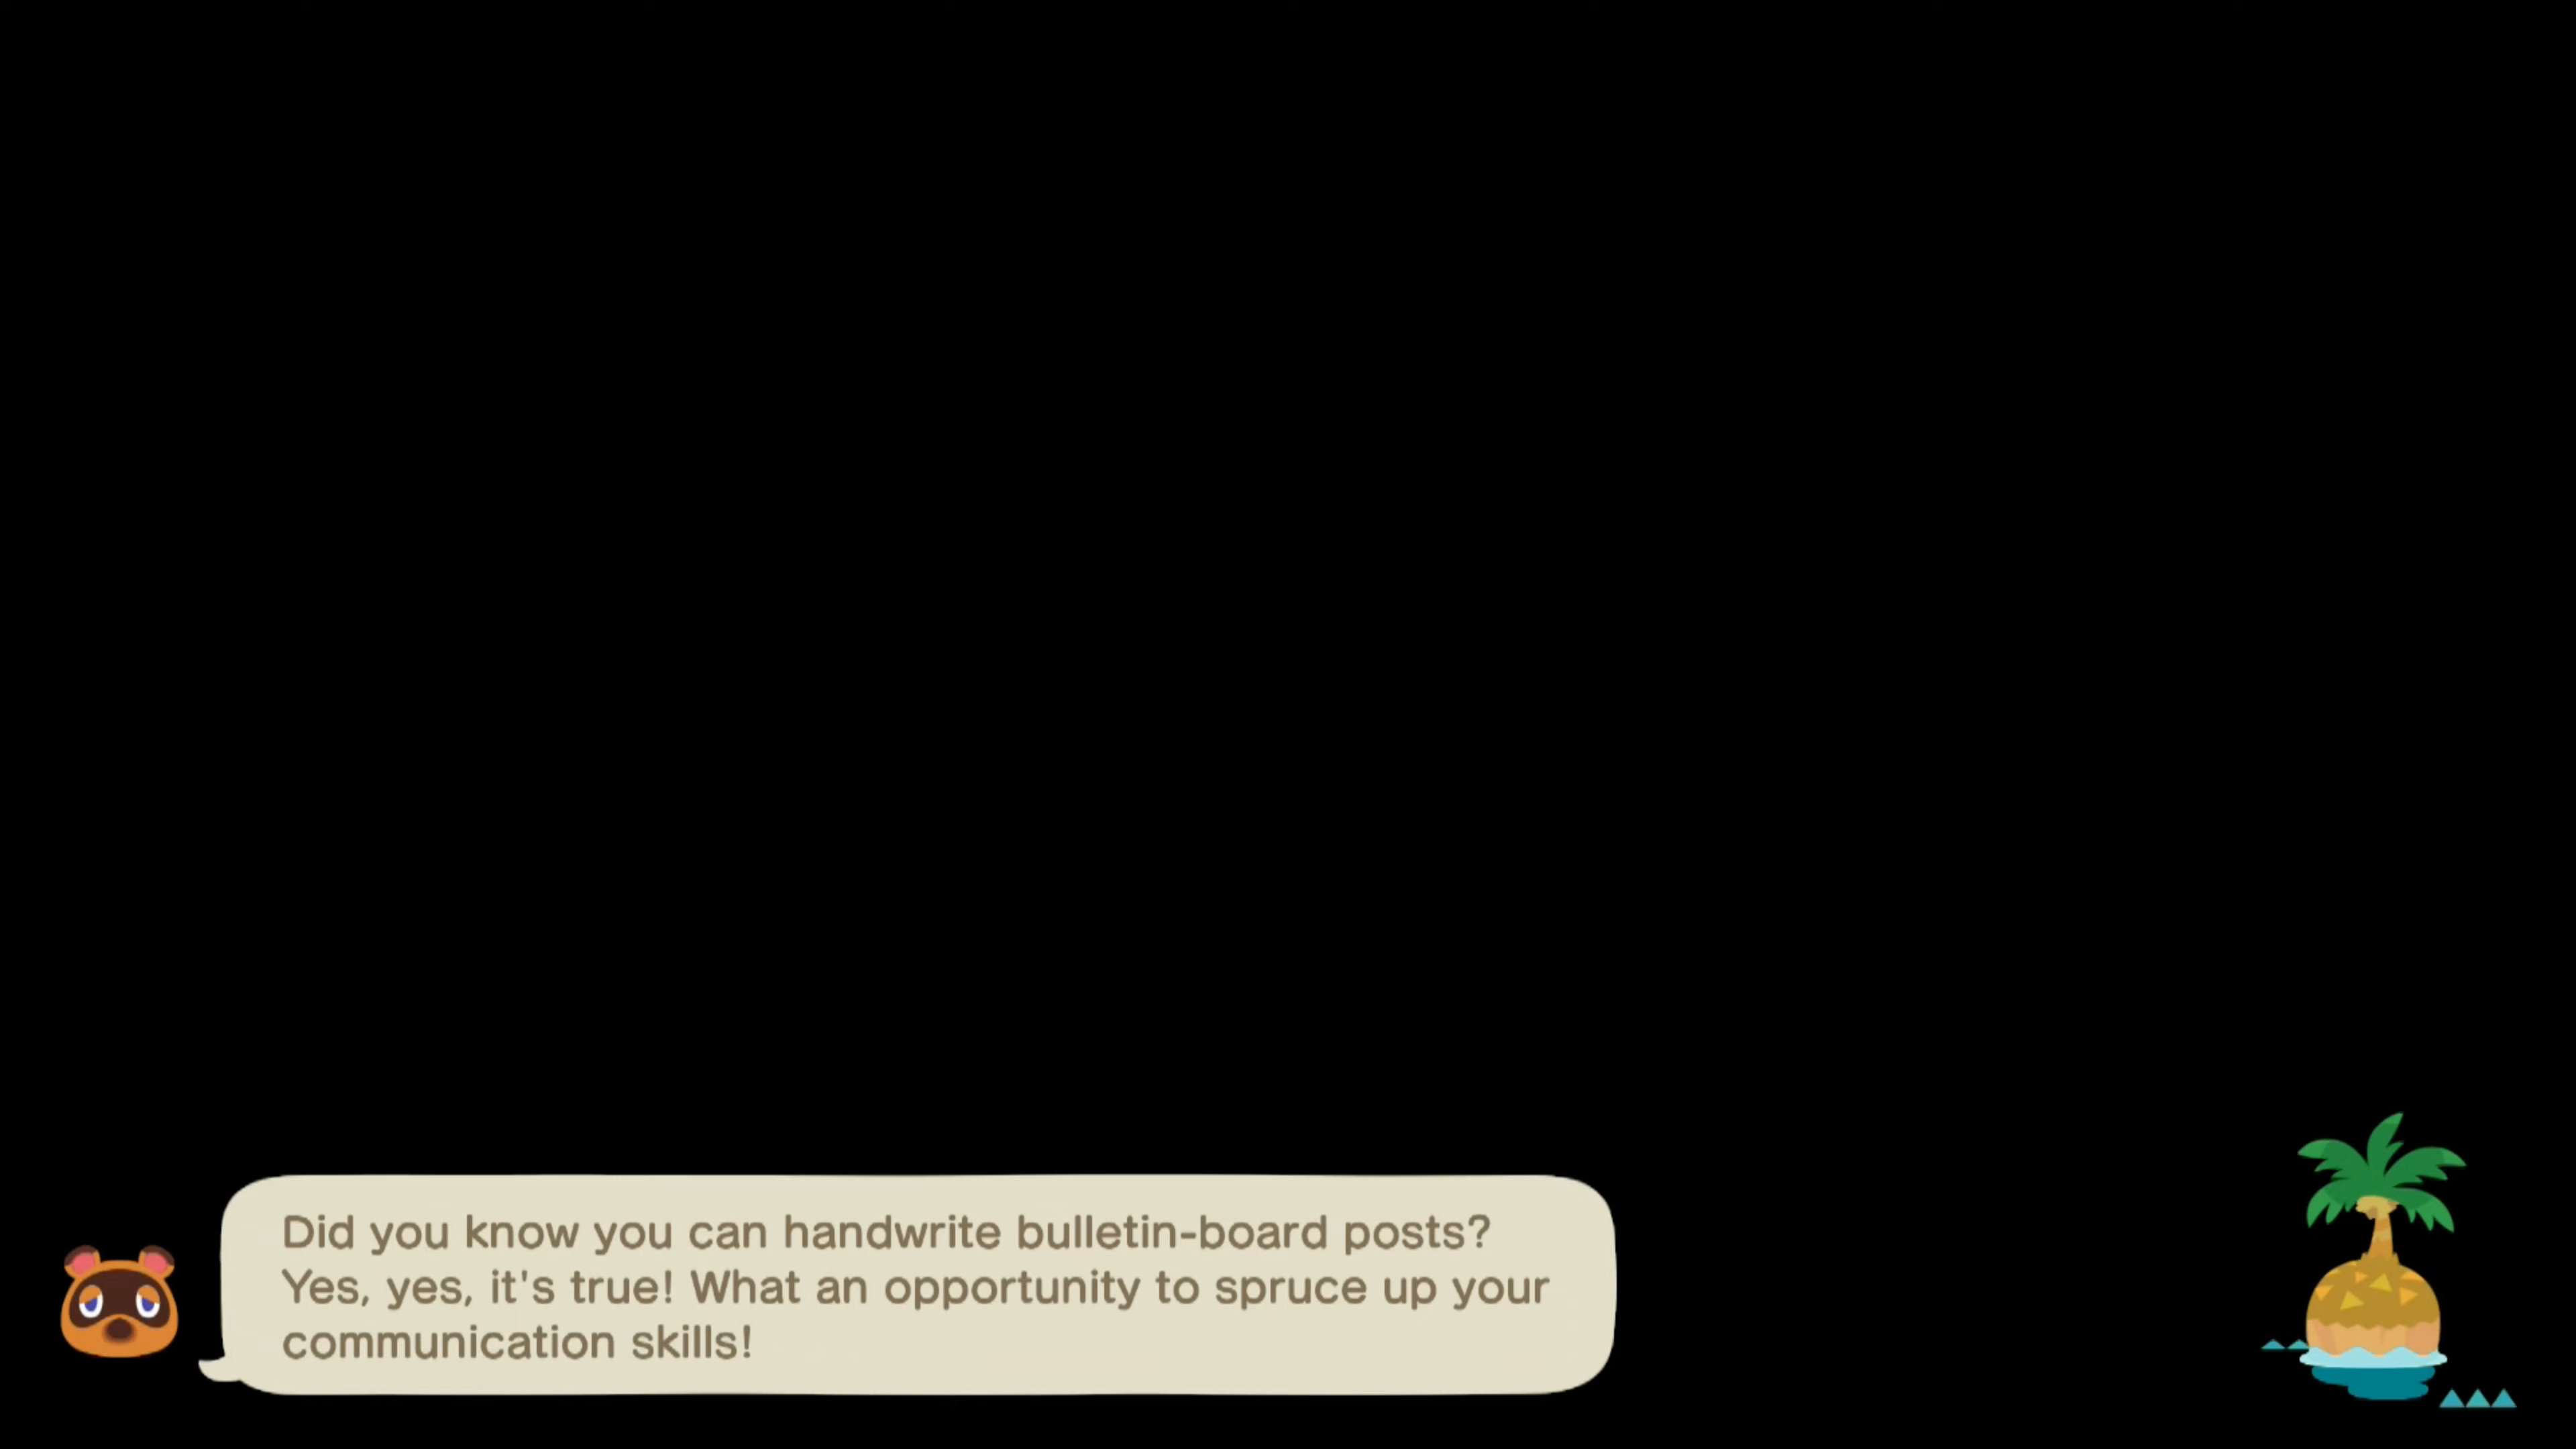 Did you know you can handwrite bulletin-board posts?
Yes, yes, it's true! What an opportunity to spruce up your
communication skills!